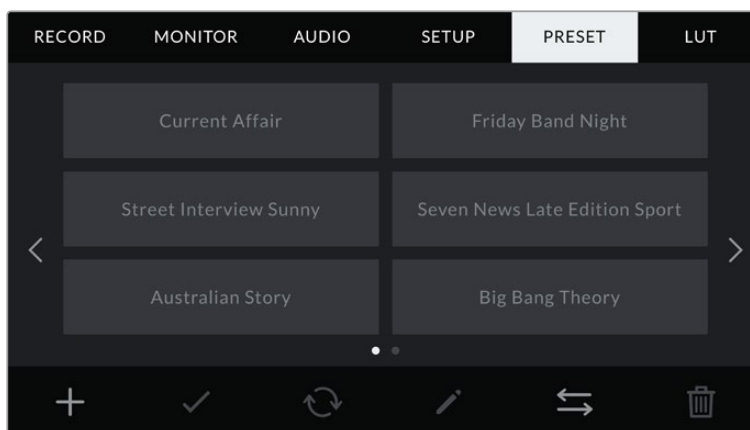 RECORD MONITOR AUDIO SETUP PRESET LUT
Current Affair Friday Band Night
Street Interview Sunny Seven News Late Edition Sport
Australian Story Big Bang Theory